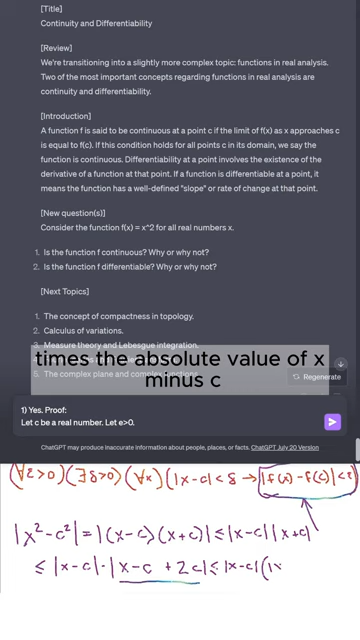 [Title]
Continuity and Differentiability
[Review]
We're transitioning into a slightly more complex topic: functions in real analysis.
Two of the most important concepts regarding functions in real analysis are
continuity and differentiability.
[Introduction]
A function f is said to be continuous at a point c if the limit of f(x) as x approaches c
is equal to f(c). If this condition holds for all points c in its domain, we say the
function is continuous. Differentiability at a point involves the existence of the
derivative of a function at that point. If a function is differentiable at a point, it
means the function has a well-defined "slope" or rate of change at that point.
[New question(s)]
Consider the function f(x) = x^2 for all real numbers x.
1. Is the function f continuous? Why or why not?
2. Is the function f differentiable? Why or why not?
[Next Topics]
1. The concept of compactness in topology.
2. Calculus of variations.
3. Measure theory and Lebesgue integration.
times the absolute value of x
minus c
5. The complex plane and complex functions.
Regenerate
1) Yes. Proof:
Let c be a real number. Let e>0.
ChatGPT may produce inaccurate information about people, places, or facts. ChatGPT July 20 Version
(∀ε>0)(∃δ>0)(∀x)(|x-c|<δ → |f(x)-f(c)|<ε)
|x²-c²|=|(x-c)(x+c)| ≤ |x-c||x+c|
≤ |x-c|·|x-c+2c| ≤ |x-c|(|x